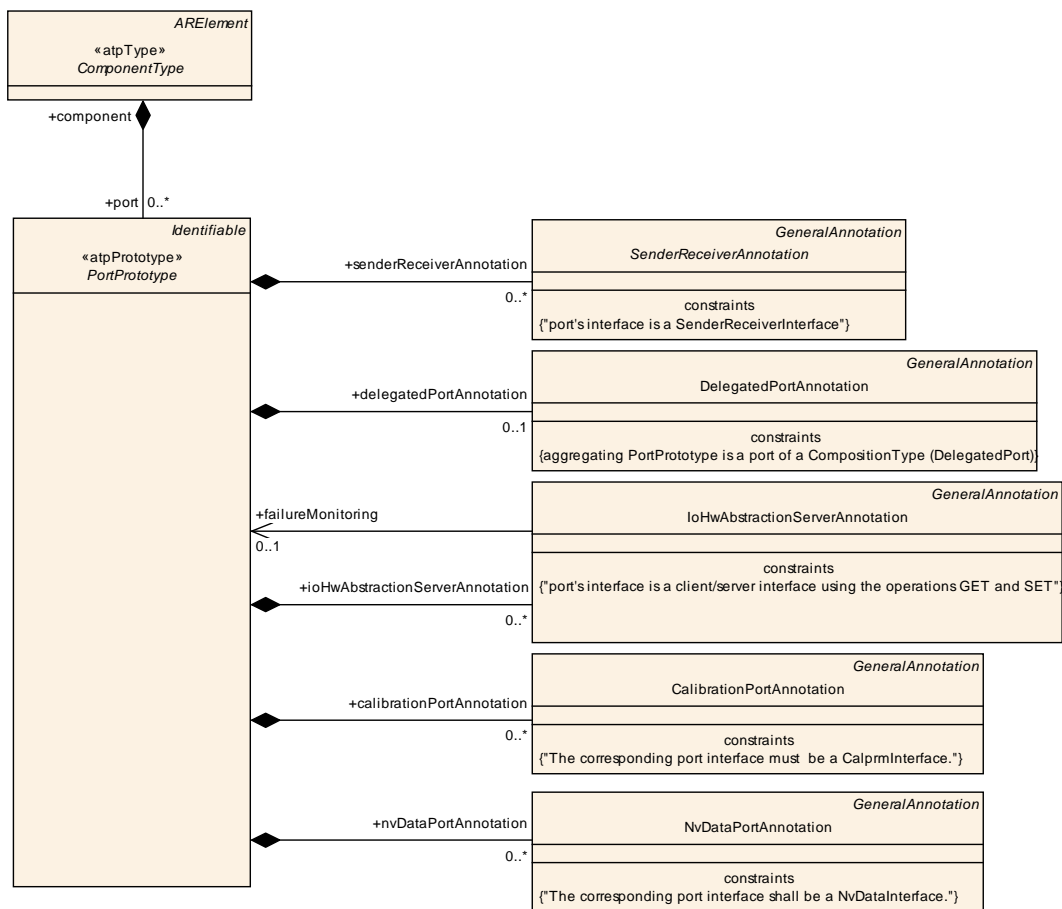 ARElement
«atpType»
ComponentType
+component
+port 0..*
Identifiable
«atpPrototype»
PortPrototype
GeneralAnnotation
SenderReceiverAnnotation
+senderReceiverAnnotation
0..*
constraints
{"port's interface is a SenderReceiverInterface"}
GeneralAnnotation
DelegatedPortAnnotation
+delegatedPortAnnotation
0..1
constraints
{aggregating PortPrototype is a port of a CompositionType (DelegatedPort)}
GeneralAnnotation
IoHwAbstractionServerAnnotation
+failureMonitoring
0..1
constraints
{"port's interface is a client/server interface using the operations GET and SET"}
+ioHwAbstractionServerAnnotation
0..*
GeneralAnnotation
CalibrationPortAnnotation
+calibrationPortAnnotation
0..*
constraints
{"The corresponding port interface must be a CalprmInterface."}
GeneralAnnotation
NvDataPortAnnotation
+nvDataPortAnnotation
0..*
constraints
{"The corresponding port interface shall be a NvDataInterface."}